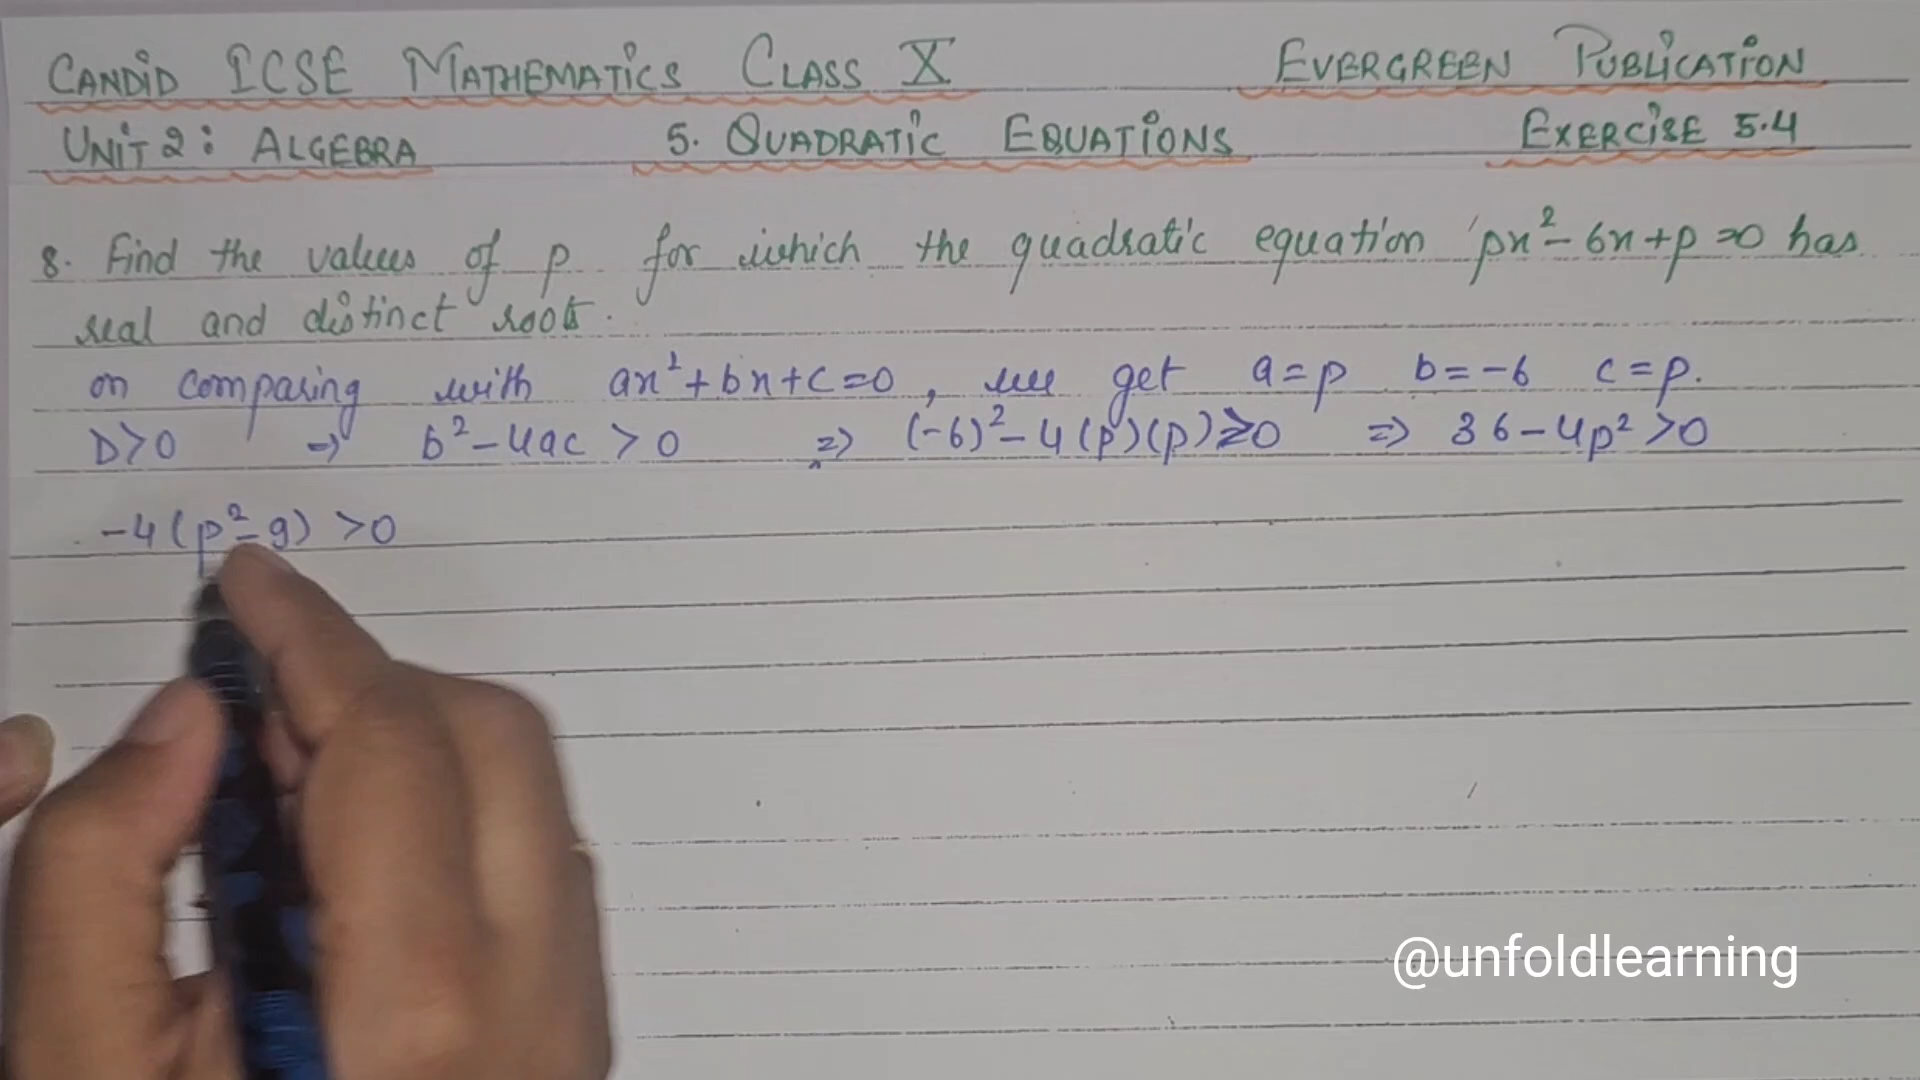 CANDID ICSE MATHEMATICS CLASS X EVERGREEN PUBLICATION
UNIT 2: ALGEBRA 5. QUADRATIC EQUATIONS EXERCISE 5.4
8. Find the values of p for which the quadratic equation px² - 6x + p = 0 has
real and distinct roots.
on comparing with ax² + bx + c = 0, we get a = p b = -6 c = p.
D > 0 ⇒ b² - 4ac > 0 ⇒ (-6)² - 4(p)(p) ≥ 0 ⇒ 36 - 4p² > 0
-4(p² - 9) > 0
@unfoldlearning